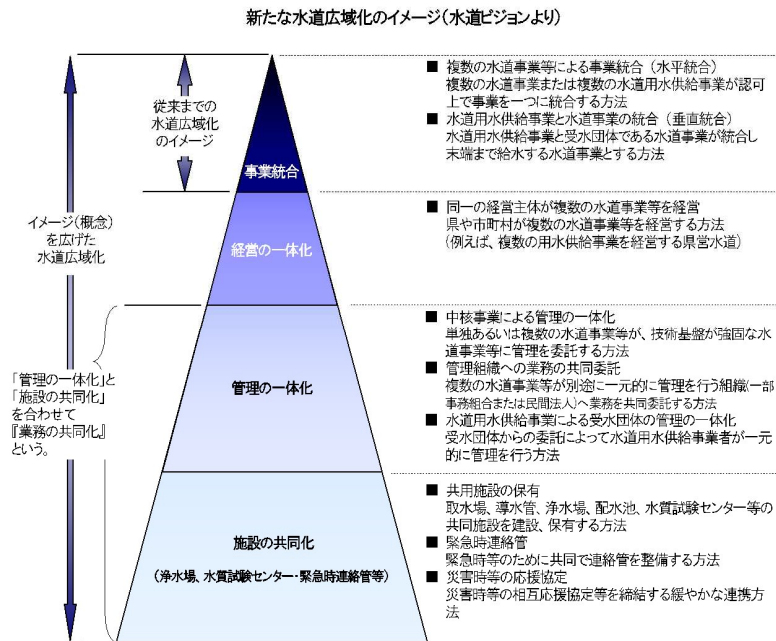 新たな水道広域化のイメージ(水道ビジョンより)
従来までの
水道広域化
のイメージ
イメージ(概念)
を広げた
水道広域化
「管理の一体化」と
「施設の共同化」
を合わせて
『業務の共同化』
という。
事業統合
経営の一体化
管理の一体化
施設の共同化
(浄水場、水質試験センター・緊急時連絡管等)
■ 複数の水道事業等による事業統合(水平統合)
複数の水道事業または複数の水道用水供給事業が認可
上で事業を一つに統合する方法
■ 水道用水供給事業と水道事業の統合(垂直統合)
水道用水供給事業と受水団体である水道事業が統合し
末端まで給水する水道事業とする方法
■ 同一の経営主体が複数の水道事業等を経営
県や市町村が複数の水道事業等を経営する方法
(例えば、複数の用水供給事業を経営する県営水道)
■ 中核事業による管理の一体化
単独あるいは複数の水道事業等が、技術基盤が強固な水
道事業等に管理を委託する方法
■ 管理組織への業務の共同委託
複数の水道事業等が別途に一元的に管理を行う組織(一部
事務組合または民間法人)へ業務を共同委託する方法
■ 水道用水供給事業による受水団体の管理の一体化
受水団体からの委託によって水道用水供給事業者が一元
的に管理を行う方法
■ 共用施設の保有
取水場、導水管、浄水場、配水池、水質試験センター等の
共同施設を建設、保有する方法
■ 緊急時連絡管
緊急時等のために共同で連絡管を整備する方法
■ 災害時等の応援協定
災害時等の相互応援協定等を締結する緩やかな連携方
法